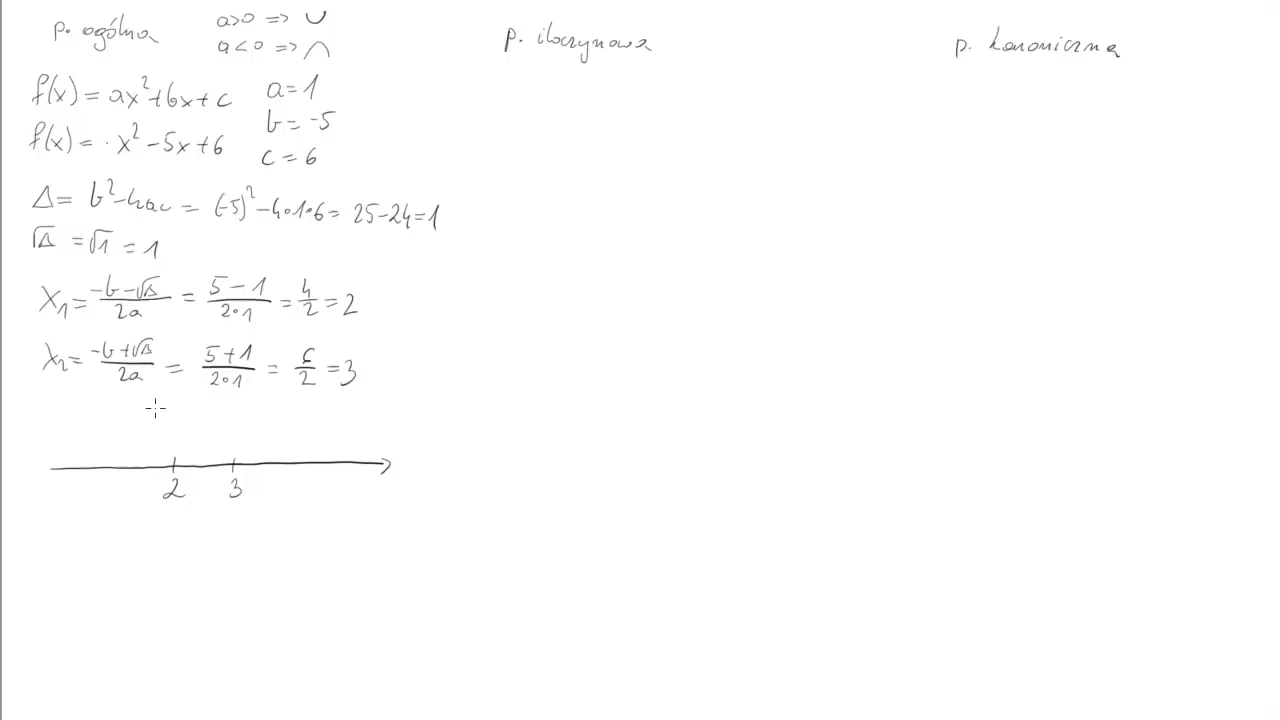 p. ogólna
a>0 => ∪
a<0 => ∩
p. iloczynowa
p. kanoniczna
f(x) = ax²+bx+c
a=1
f(x) = x²-5x+6
b=-5
c=6
Δ= b²-4ac = (-5)²-4•1•6= 25-24=1
√Δ =√1 = 1
X₁= (-b-√Δ)/(2a) = (5-1)/(2•1) = 4/2 = 2
X₂= (-b+√Δ)/(2a) = (5+1)/(2•1) = 6/2 = 3
2 3